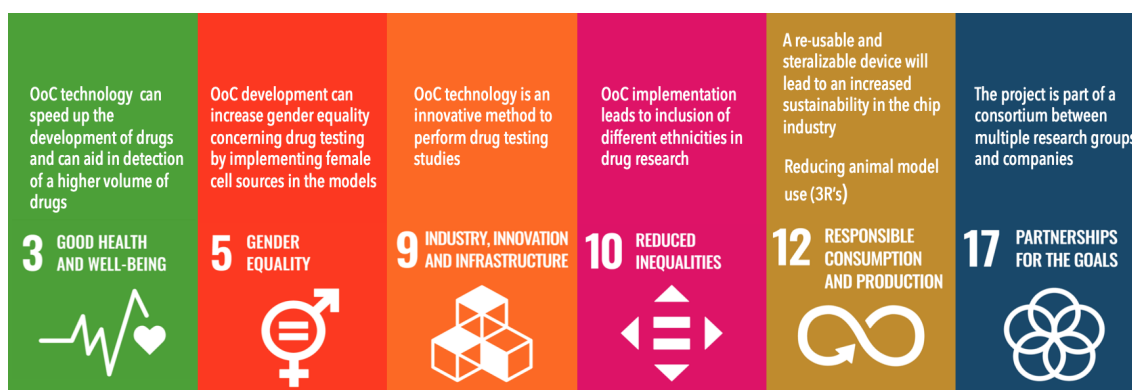 OoC technology can
speed up the
development of drugs
and can aid in detection
of a higher volume of
drugs
3 GOOD HEALTH
AND WELL-BEING
OoC development can
increase gender equality
concerning drug testing
by implementing female
cell sources in the models
5 GENDER
EQUALITY
OoC technology is an
innovative method to
perform drug testing
studies
9 INDUSTRY, INNOVATION
AND INFRASTRUCTURE
OoC implementation
leads to inclusion of
different ethnicities in
drug research
10 REDUCED
INEQUALITIES
A re-usable and
steralizable device will
lead to an increased
sustainability in the chip
industry
Reducing animal model
use (3R's)
12 RESPONSIBLE
CONSUMPTION
AND PRODUCTION
The project is part of a
consortium between
multiple research groups
and companies
17 PARTNERSHIPS
FOR THE GOALS